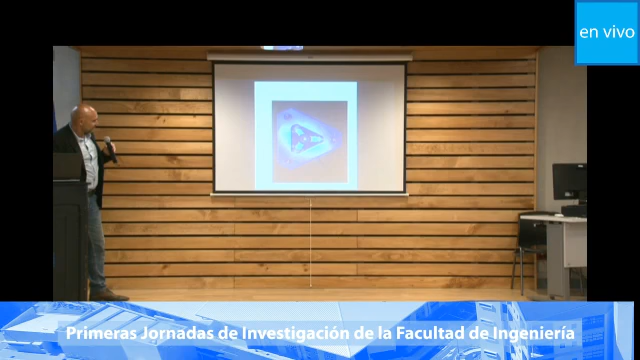 en vivo
Primeras Jornadas de Investigación de la Facultad de Ingeniería